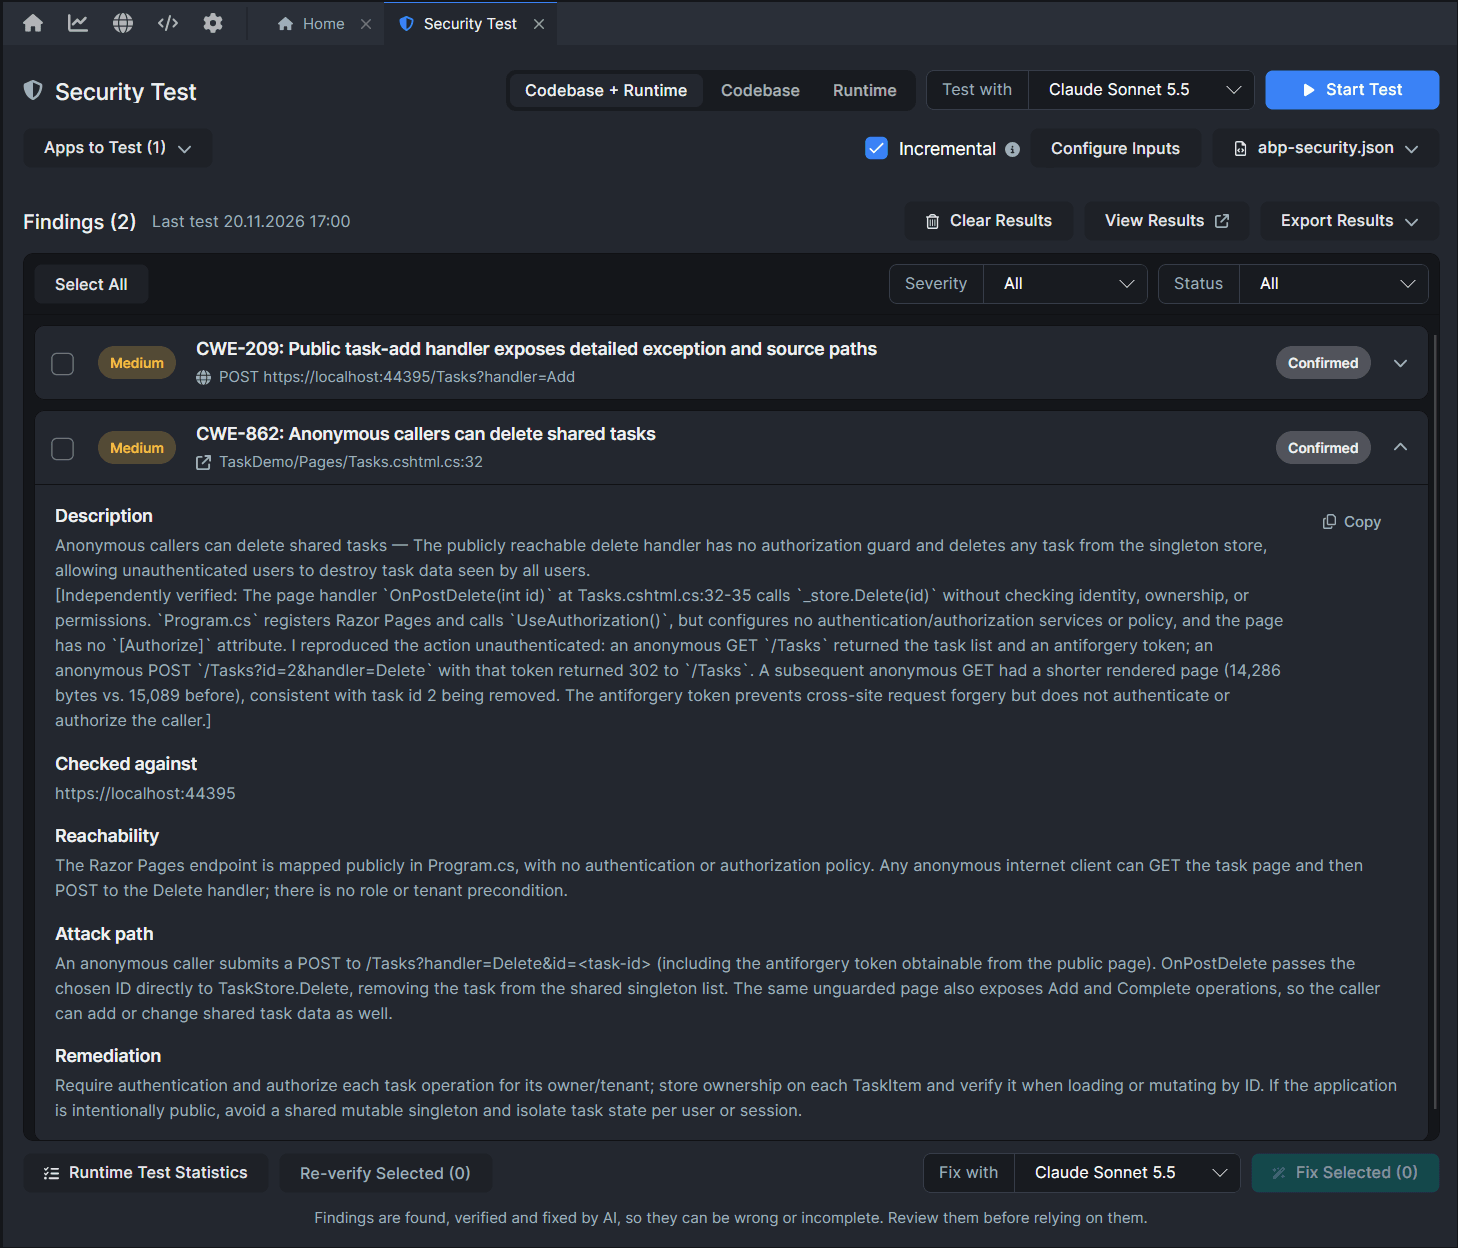 Home
Security Test
Security Test
Codebase + Runtime
Codebase
Runtime
Test with
Claude Sonnet 5.5
Start Test
Apps to Test (1)
Incremental
Configure Inputs
abp-security.json
Findings (2)
Last test 20.11.2026 17:00
Clear Results
View Results
Export Results
Select All
Severity
All
Status
All
Medium
CWE-209: Public task-add handler exposes detailed exception and source paths
POST https://localhost:44395/Tasks?handler=Add
Confirmed
Medium
CWE-862: Anonymous callers can delete shared tasks
TaskDemo/Pages/Tasks.cshtml.cs:32
Confirmed
Description
Copy
Anonymous callers can delete shared tasks — The publicly reachable delete handler has no authorization guard and deletes any task from the singleton store,
allowing unauthenticated users to destroy task data seen by all users.
[Independently verified: The page handler `OnPostDelete(int id)` at Tasks.cshtml.cs:32-35 calls `_store.Delete(id)` without checking identity, ownership, or
permissions. `Program.cs` registers Razor Pages and calls `UseAuthorization()`, but configures no authentication/authorization services or policy, and the page
has no `[Authorize]` attribute. I reproduced the action unauthenticated: an anonymous GET `/Tasks` returned the task list and an antiforgery token; an
anonymous POST `/Tasks?id=2&handler=Delete` with that token returned 302 to `/Tasks`. A subsequent anonymous GET had a shorter rendered page (14,286
bytes vs. 15,089 before), consistent with task id 2 being removed. The antiforgery token prevents cross-site request forgery but does not authenticate or
authorize the caller.]
Checked against
https://localhost:44395
Reachability
The Razor Pages endpoint is mapped publicly in Program.cs, with no authentication or authorization policy. Any anonymous internet client can GET the task page and then
POST to the Delete handler; there is no role or tenant precondition.
Attack path
An anonymous caller submits a POST to /Tasks?handler=Delete&id=<task-id> (including the antiforgery token obtainable from the public page). OnPostDelete passes the
chosen ID directly to TaskStore.Delete, removing the task from the shared singleton list. The same unguarded page also exposes Add and Complete operations, so the caller
can add or change shared task data as well.
Remediation
Require authentication and authorize each task operation for its owner/tenant; store ownership on each TaskItem and verify it when loading or mutating by ID. If the application
is intentionally public, avoid a shared mutable singleton and isolate task state per user or session.
Runtime Test Statistics
Re-verify Selected (0)
Fix with
Claude Sonnet 5.5
Fix Selected (0)
Findings are found, verified and fixed by AI, so they can be wrong or incomplete. Review them before relying on them.